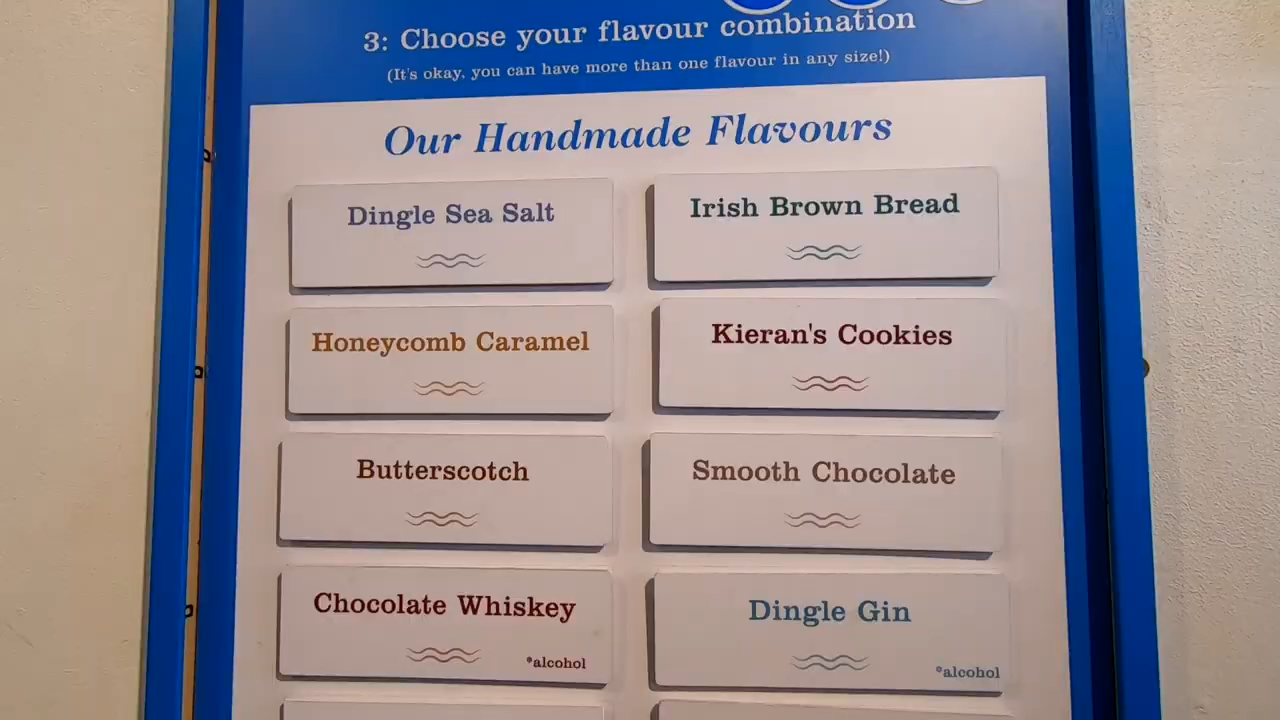 3: Choose your flavour combination
(It's okay, you can have more than one flavour in any size!)
Our Handmade Flavours
Dingle Sea Salt
Irish Brown Bread
Honeycomb Caramel
Kieran's Cookies
Butterscotch
Smooth Chocolate
Chocolate Whiskey
*alcohol
Dingle Gin
*alcohol